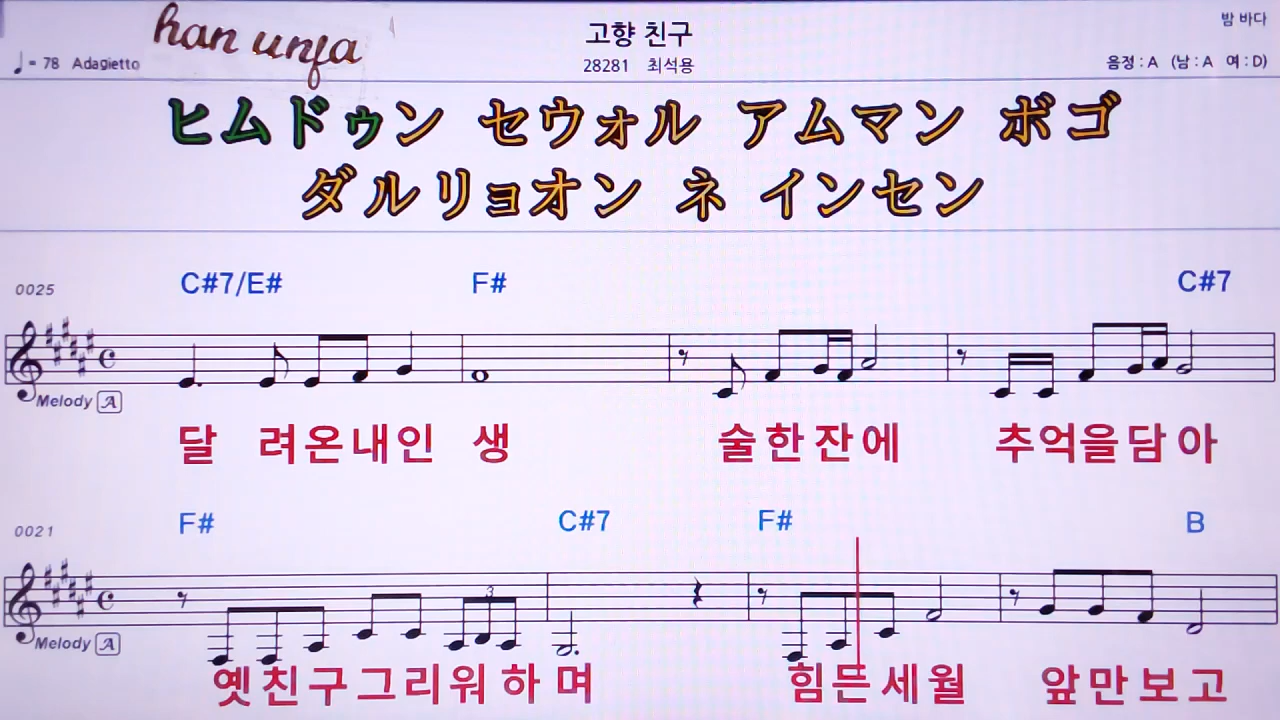 han unfa
고향 친구
밤 바다
♩= 78 Adagietto
28281 최석용
음정 : A (남 : A 여 : D)
ヒムドゥン セウォル アムマン ボゴ
ダルリョオン ネ インセン
0025 C#7/E# F# C#7
Melody A
달 려온내인 생 술한잔에 추억을담 아
0021 F# C#7 F# B
3
Melody A
옛친구그리워하 며 힘든세월 앞만보고